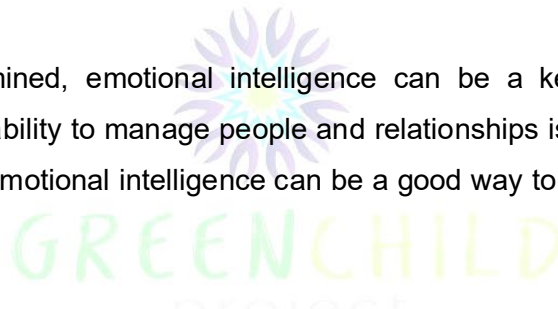 mined, emotional intelligence can be a ke
ability to manage people and relationships is
emotional intelligence can be a good way to
GREENCHILD
project